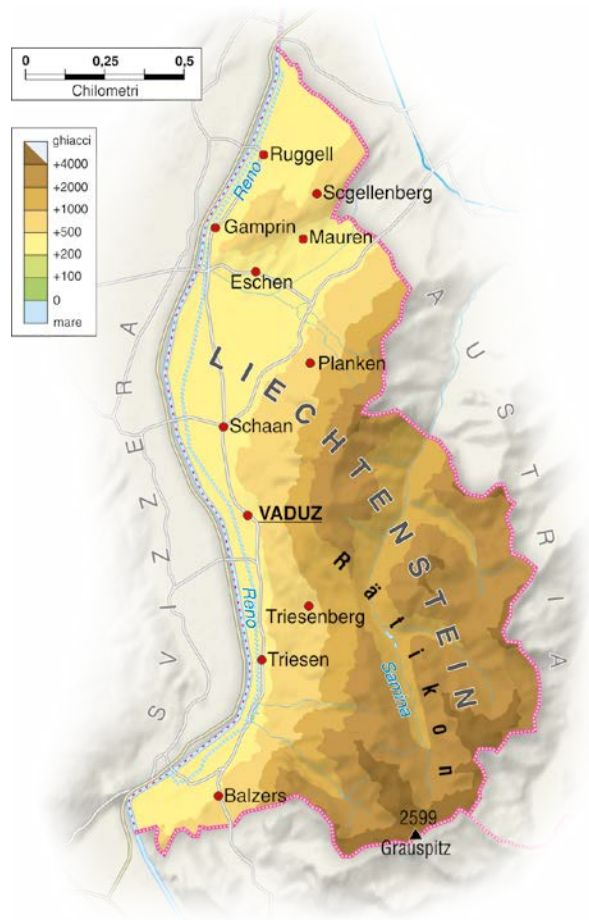 0 0,25 0,5
Chilometri
ghiacci
+4000
+2000
+1000
+500
+200
+100
0
mare
Ruggell
Reno
Scgellenberg
Gamprin
Mauren
Eschen
Planken
LIECHTENSTEIN
Schaan
SVIZZERA
AUSTRIA
VADUZ
Rätikon
Reno
Triesenberg
Triesen
Samina
Balzers
2599
Grauspitz